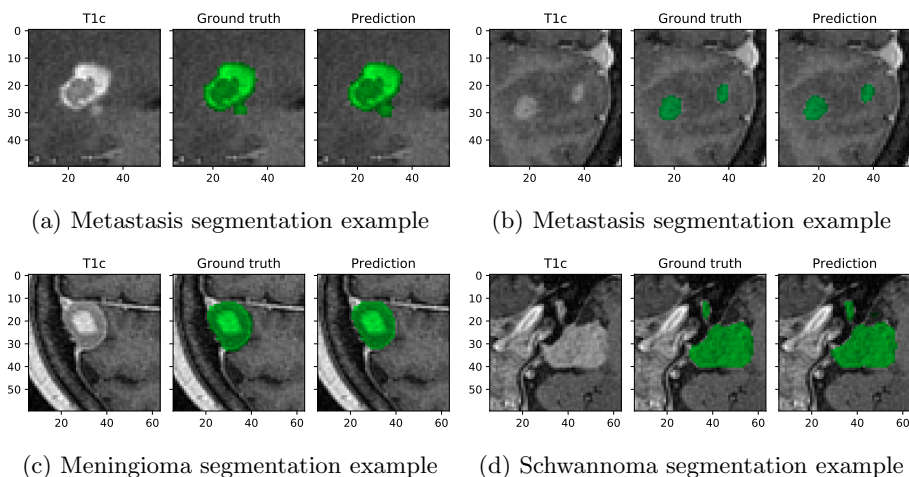 T1c Ground truth Prediction
0
10
20
30
40
20 40 20 40 20 40
(a) Metastasis segmentation example
T1c Ground truth Prediction
0
10
20
30
40
20 40 20 40 20 40
(b) Metastasis segmentation example
T1c Ground truth Prediction
0
10
20
30
40
50
20 40 60 20 40 60 20 40 60
(c) Meningioma segmentation example
T1c Ground truth Prediction
0
10
20
30
40
50
20 40 60 20 40 60 20 40 60
(d) Schwannoma segmentation example